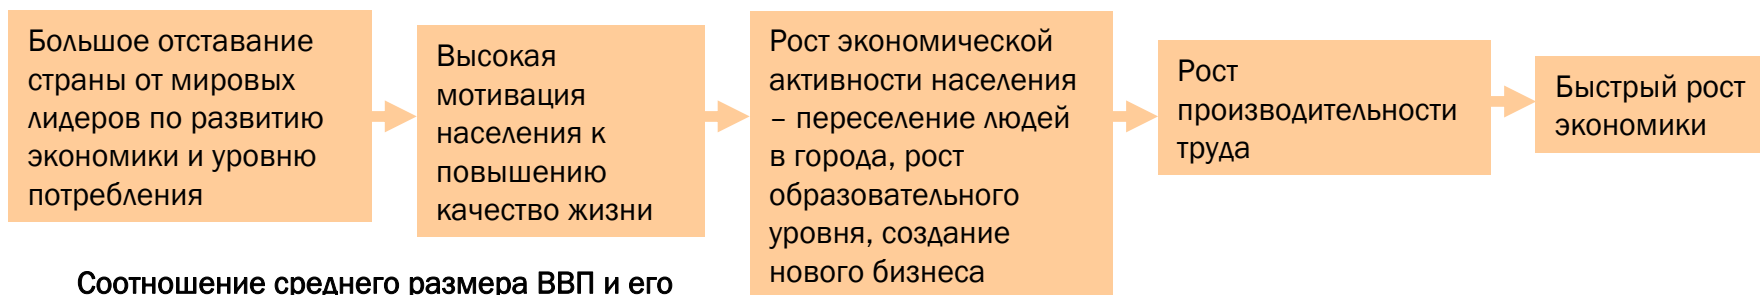 Большое отставание
страны от мировых
лидеров по развитию
экономики и уровню
потребления
Высокая
мотивация
населения к
повышению
качество жизни
Рост экономической
активности населения
– переселение людей
в города, рост
образовательного
уровня, создание
нового бизнеса
Рост
производительности
труда
Быстрый рост
экономики
Соотношение среднего размера ВВП и его